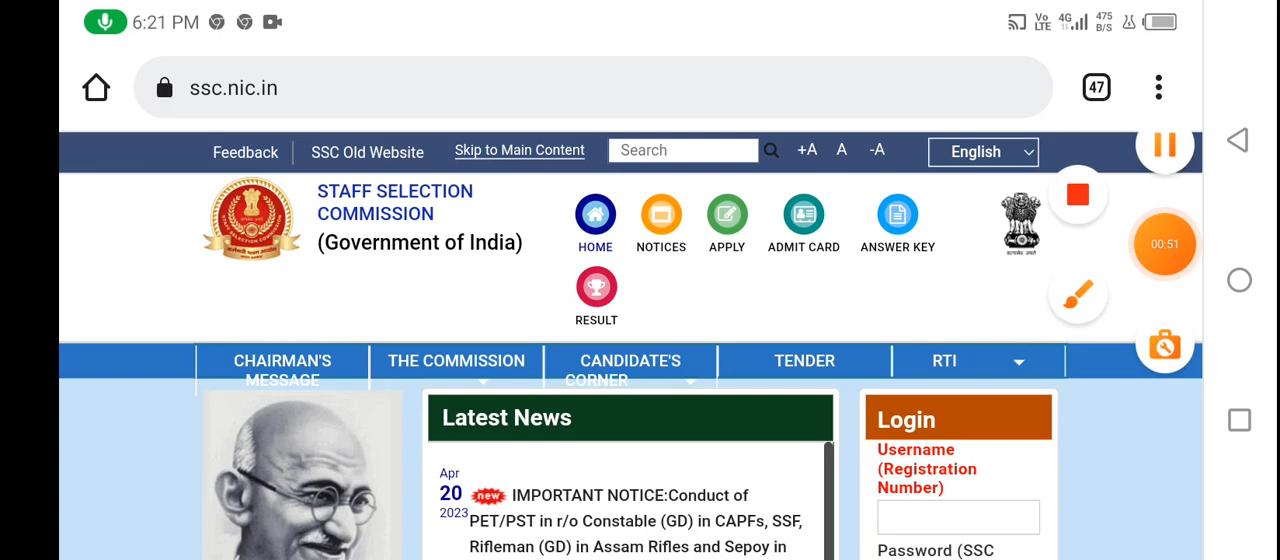 6:21 PM
Vo LTE 4G 475 B/S
ssc.nic.in
47
Feedback SSC Old Website Skip to Main Content Search +A A -A English
STAFF SELECTION
COMMISSION
(Government of India)
HOME NOTICES APPLY ADMIT CARD ANSWER KEY
RESULT
00:51
CHAIRMAN'S MESSAGE
THE COMMISSION
CANDIDATE'S CORNER
TENDER
RTI
Latest News
Apr
20
2023
new IMPORTANT NOTICE:Conduct of
PET/PST in r/o Constable (GD) in CAPFs, SSF,
Rifleman (GD) in Assam Rifles and Sepoy in
Login
Username
(Registration
Number)
Password (SSC